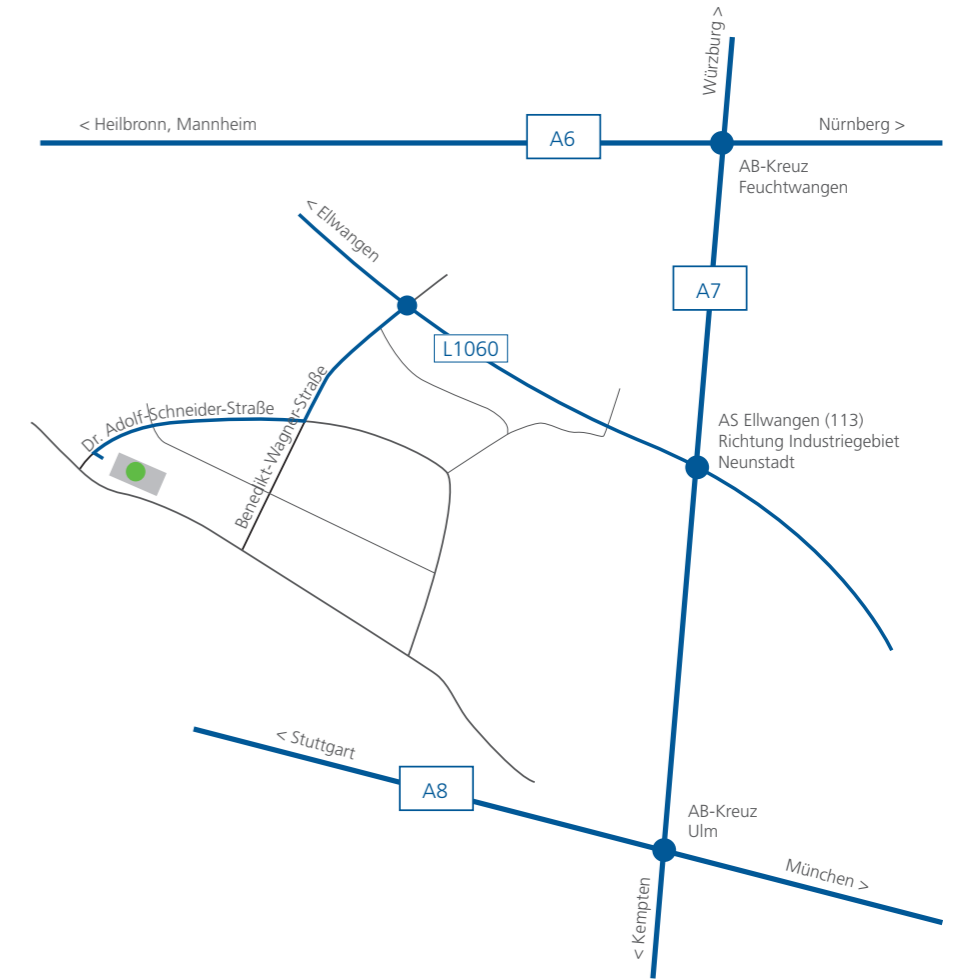 Würzburg >
< Heilbronn, Mannheim
A6
Nürnberg >
AB-Kreuz
Feuchtwangen
< Ellwangen
A7
L1060
Dr. Adolf-Schneider-Straße
Benedikt-Wagner-Straße
AS Ellwangen (113)
Richtung Industriegebiet
Neunstadt
< Stuttgart
A8
AB-Kreuz
Ulm
München >
< Kempten